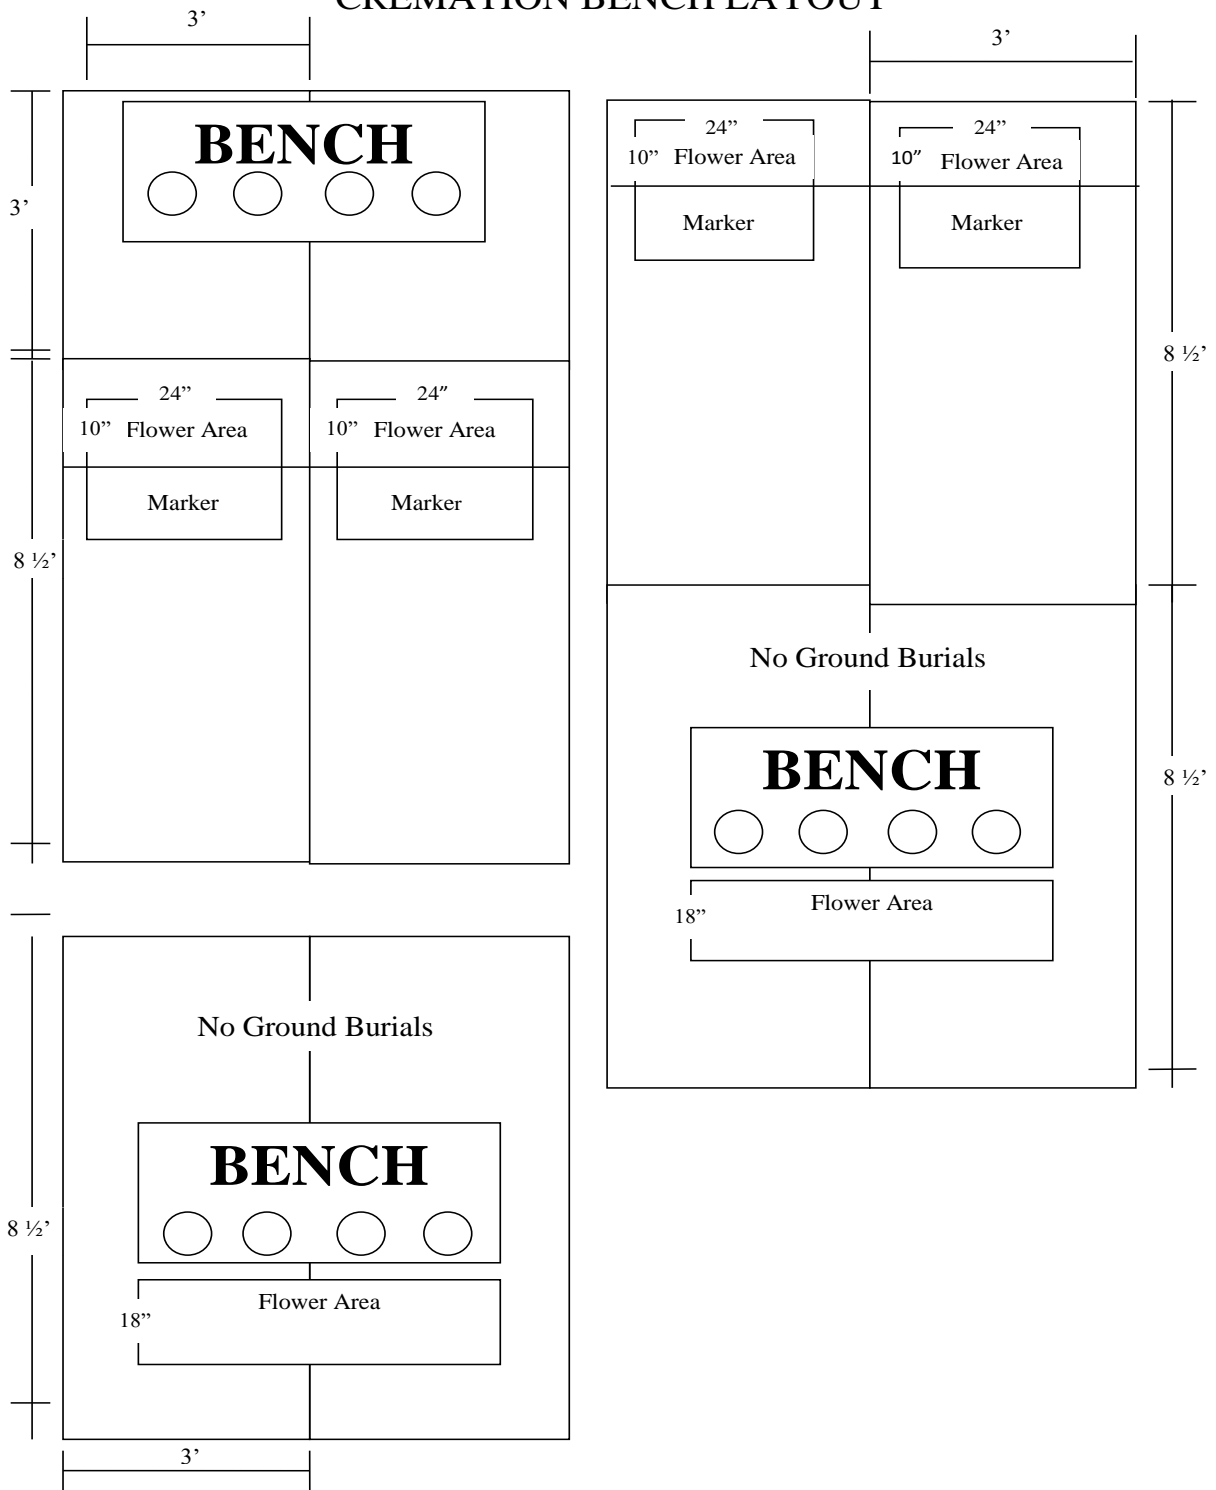 CREMATION BENCH LAYOUT
3’
BENCH
3’
24” 24”
10” Flower Area 10” Flower Area
Marker Marker
8 ½’
No Ground Burials
BENCH
8 ½’
Flower Area
18”
3’
3’
24” 24”
10” Flower Area 10” Flower Area
Marker Marker
8 ½’
No Ground Burials
BENCH
8 ½’
Flower Area
18”